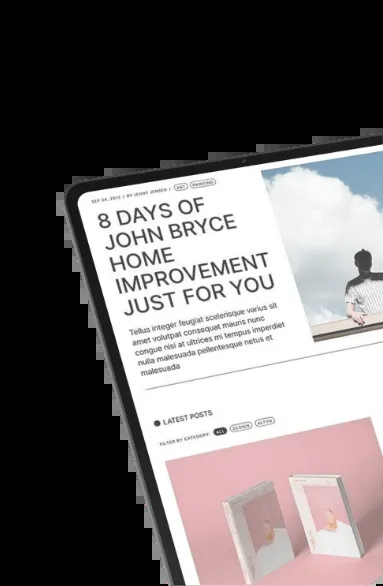 SEP 24, 2012 | BY JENNY JENSEN | ART PAINTING
8 DAYS OF
JOHN BRYCE
HOME
IMPROVEMENT
JUST FOR YOU
Tellus integer feugiat scelerisque varius sit
amet volutpat consequat mauris nunc
congue nisi at ultrices mi tempus imperdiet
nulla malesuada pellentesque netus et
malesuada
LATEST POSTS
FILTER BY CATEGORY: ALL DESIGN